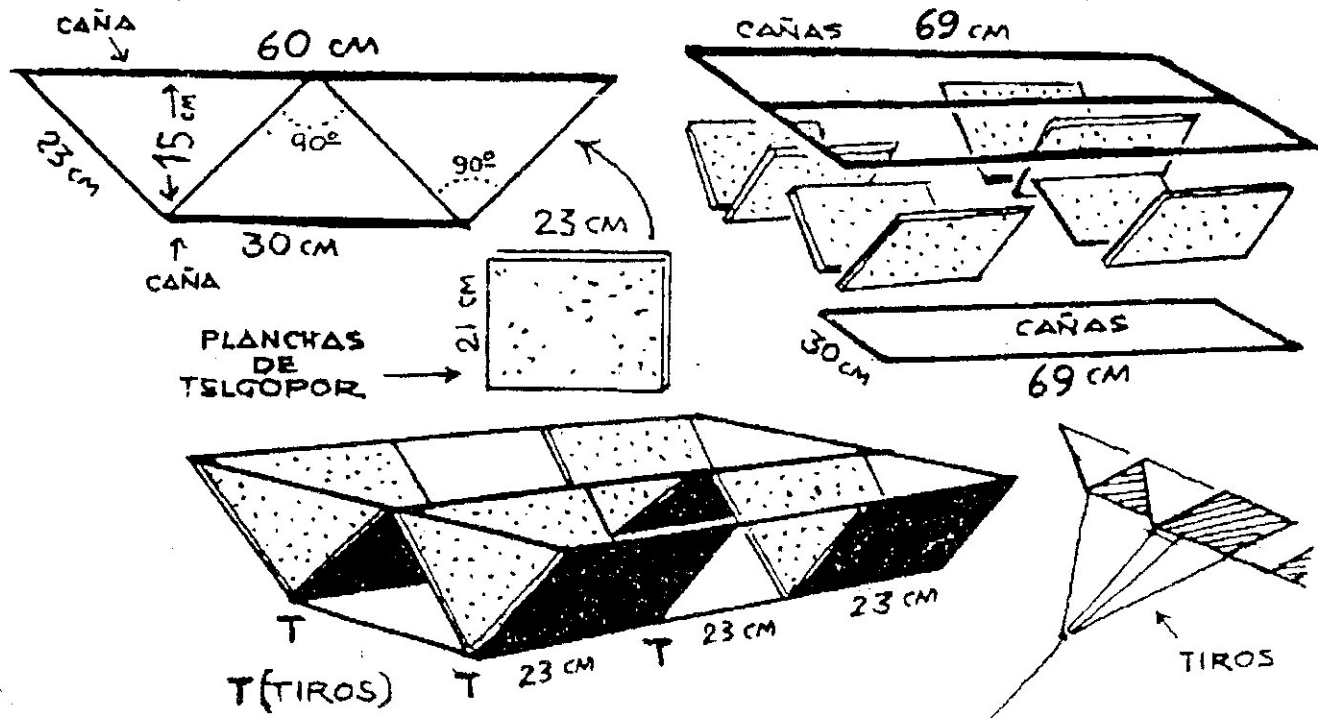 CAÑA
60 CM
23 CM
15 CM
90º
90º
30 CM
CAÑA
23 CM
21 CM
PLANCHAS
DE
TELGOPOR
CAÑAS
69 CM
CAÑAS
30 CM
69 CM
T
T
T
23 CM
23 CM
23 CM
T (TIROS)
TIROS